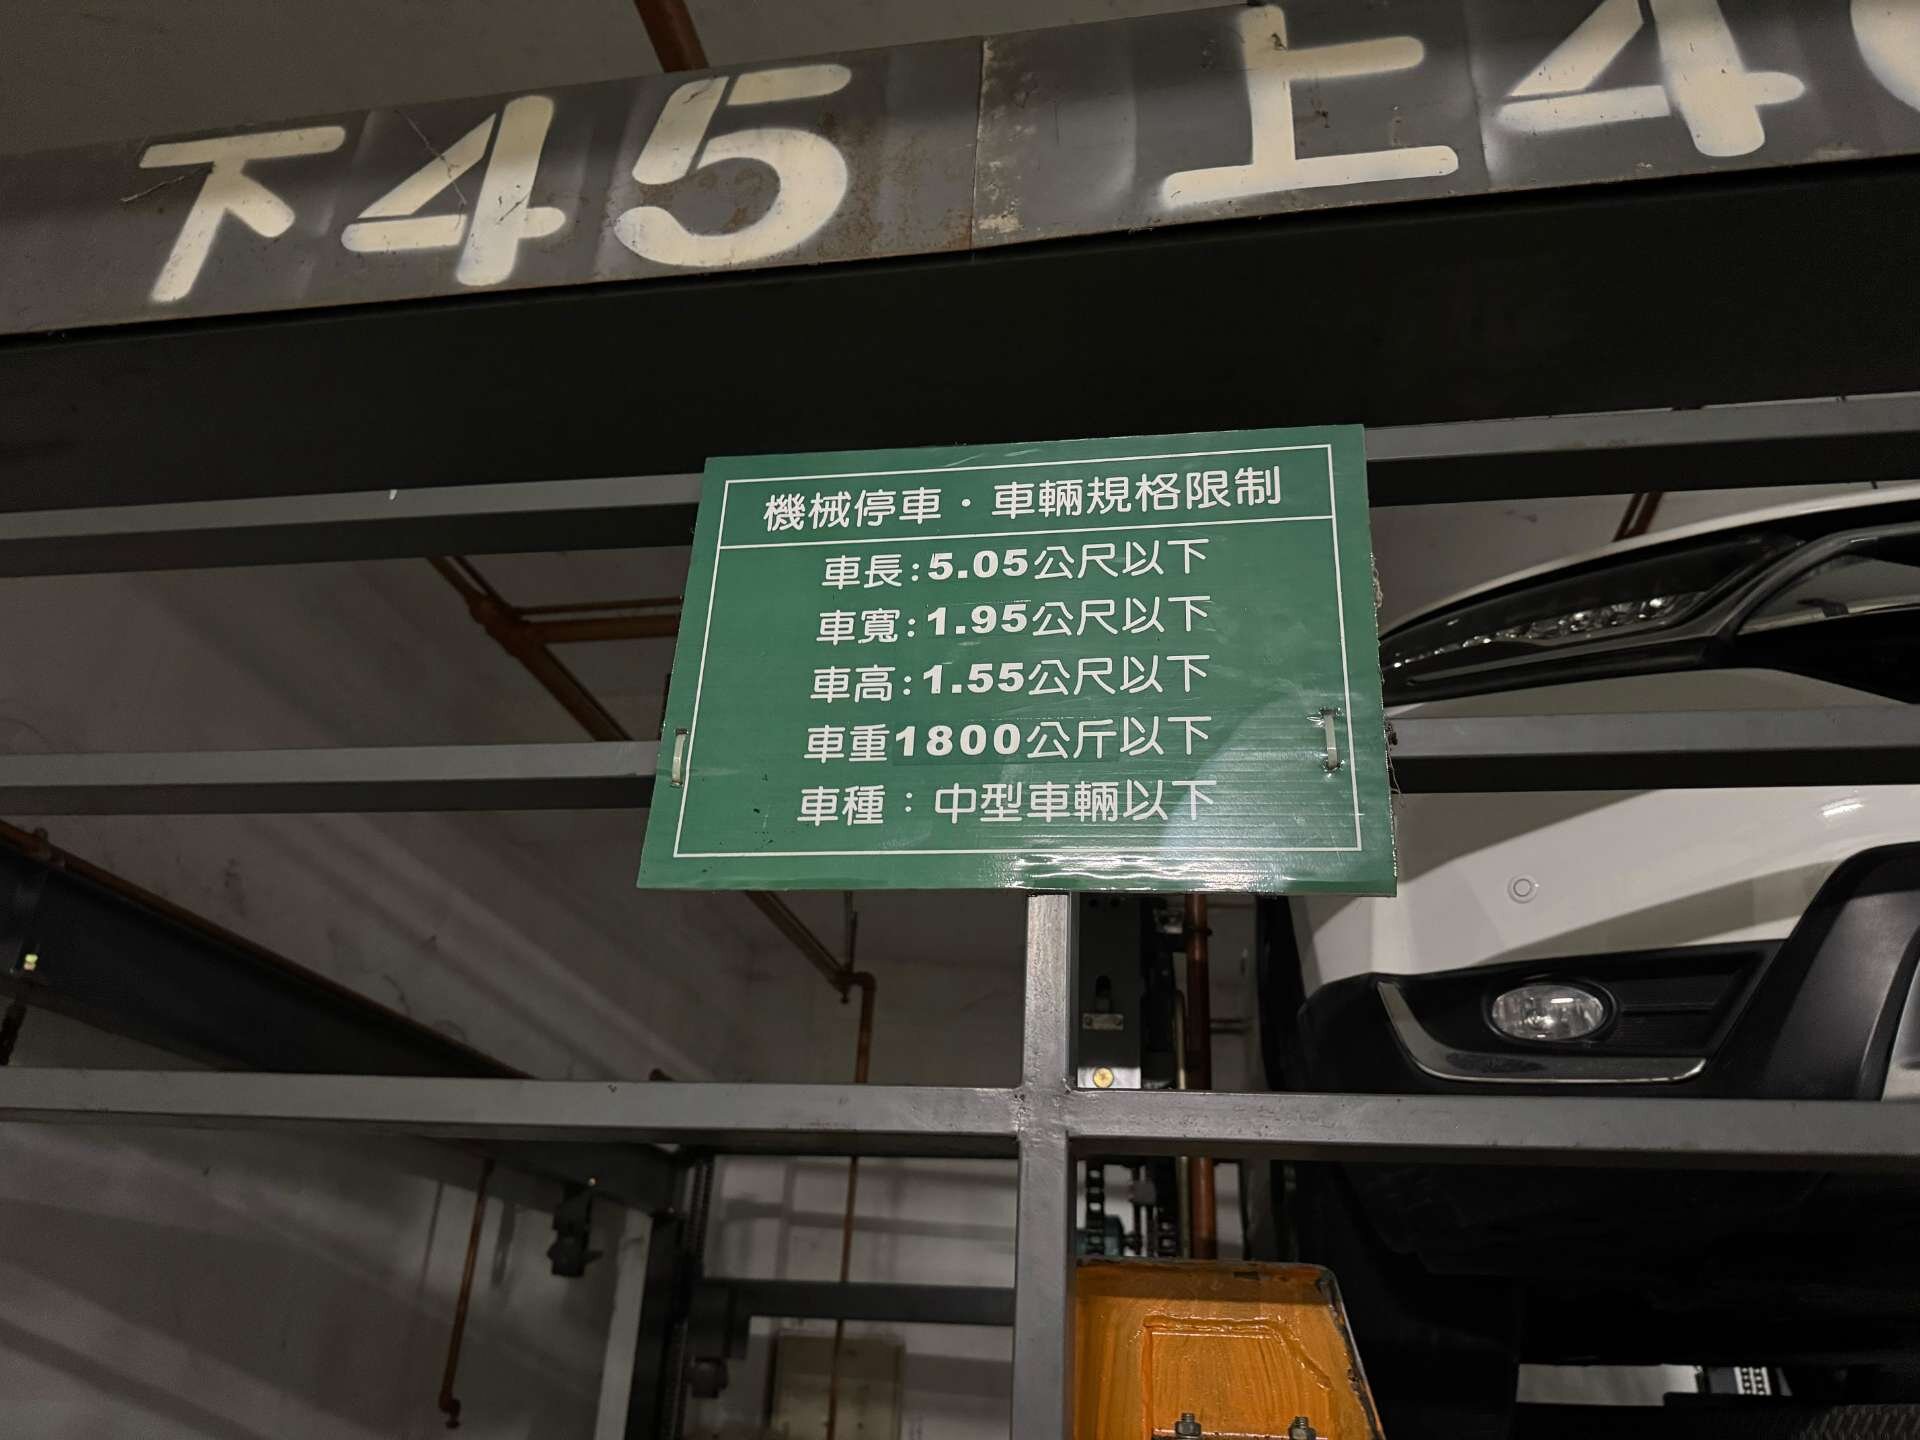 下45 上4
機械停車・車輛規格限制
車長:5.05公尺以下
車寬:1.95公尺以下
車高:1.55公尺以下
車重1800公斤以下
車種：中型車輛以下